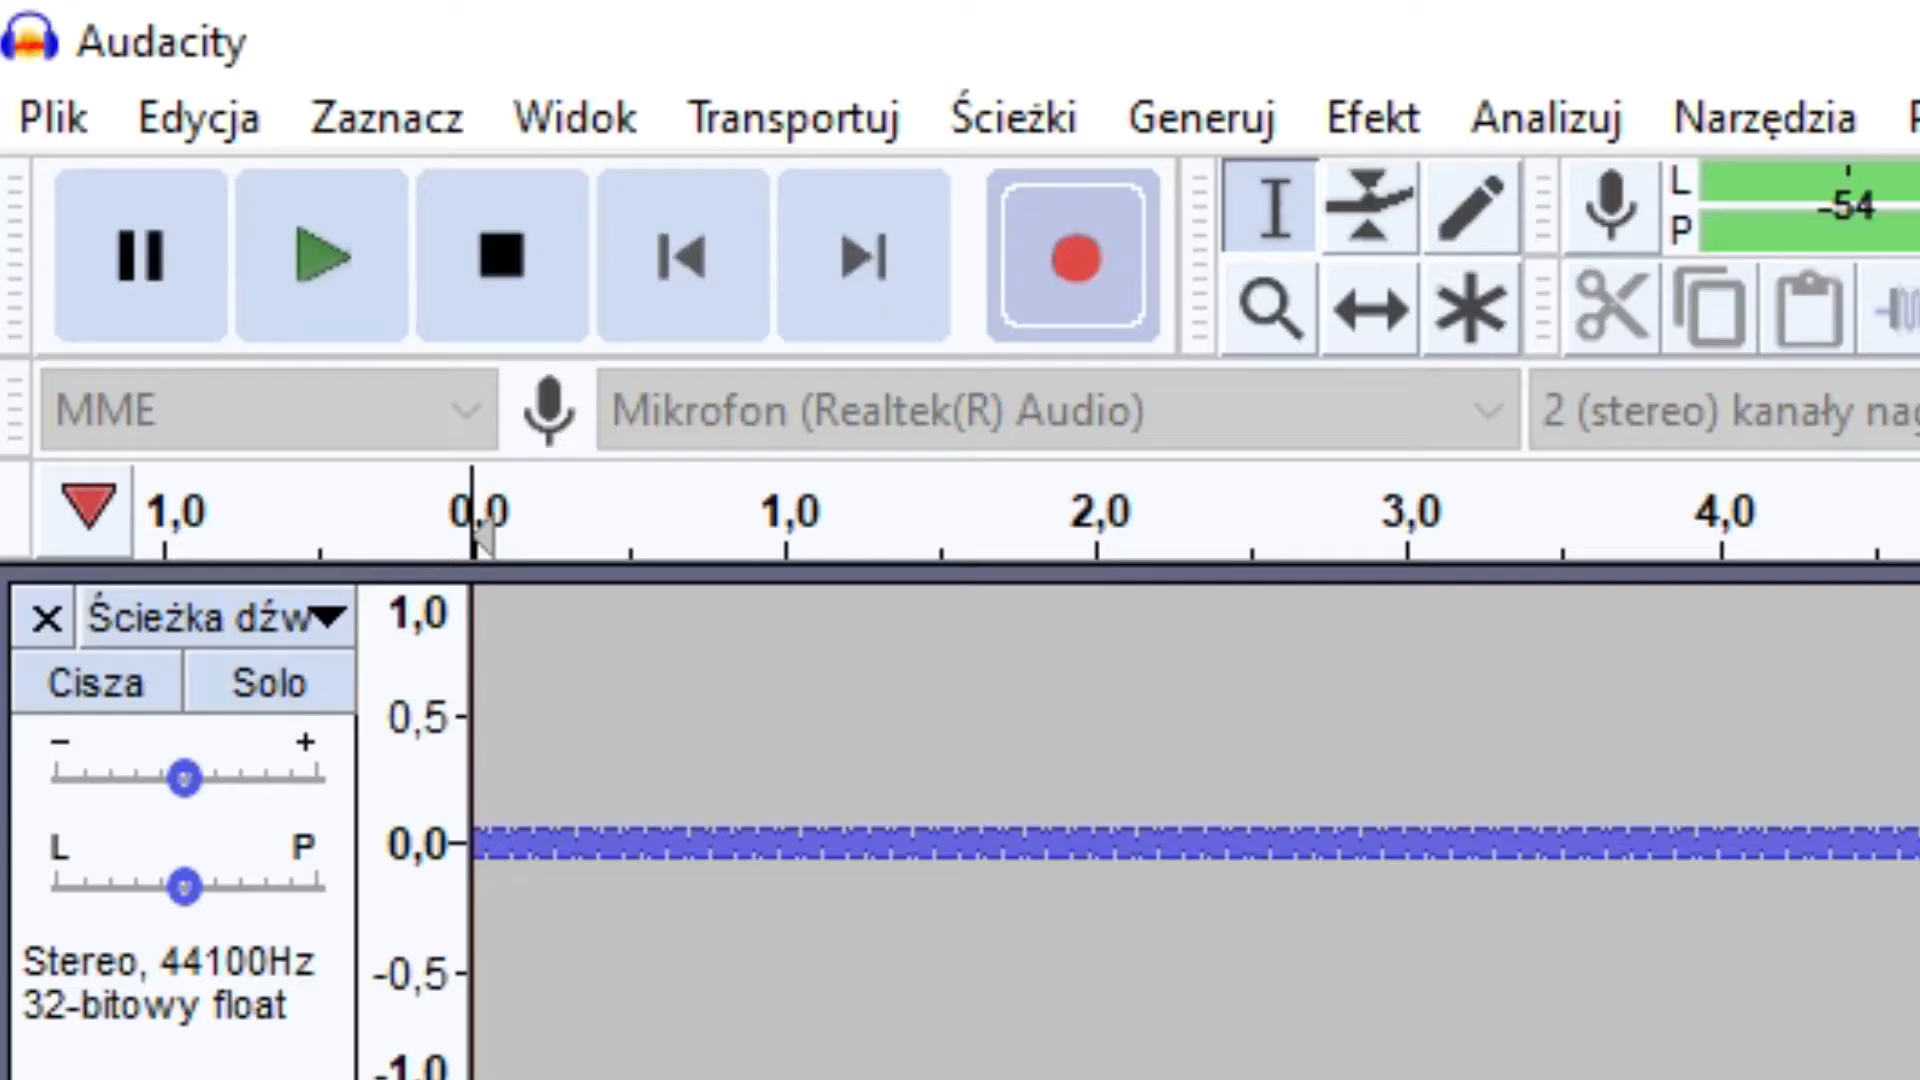 Audacity
Plik Edycja Zaznacz Widok Transportuj Ścieżki Generuj Efekt Analizuj Narzędzia
L
-54
P
MME Mikrofon (Realtek(R) Audio) 2 (stereo) kanały
1,0 0,0 1,0 2,0 3,0 4,0
Ścieżka dźw 1,0
Cisza Solo
0,5
- +
0,0
L P
Stereo, 44100Hz -0,5
32-bitowy float
-1,0